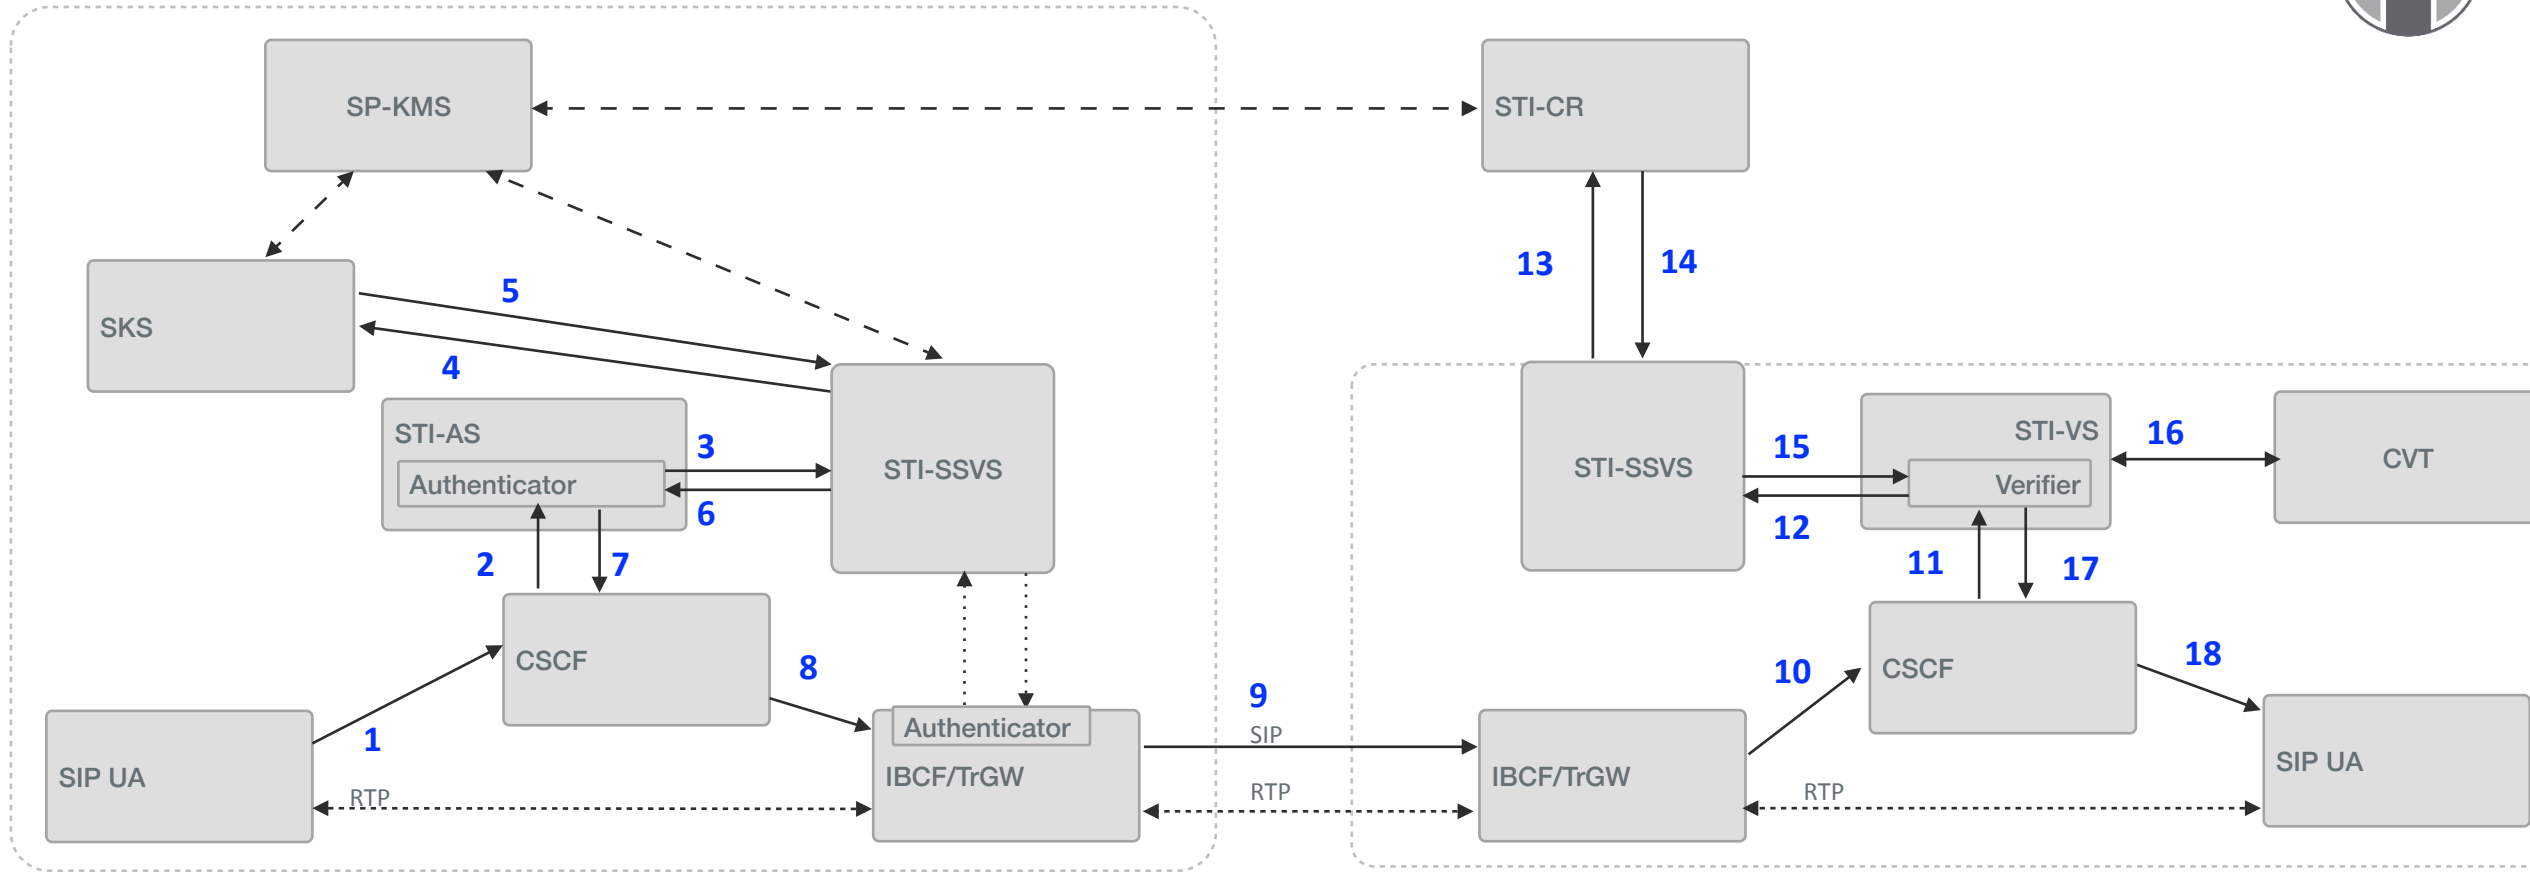 SP-KMS
STI-CR
13
14
5
SKS
4
STI-AS
3
Authenticator
6
STI-SSVS
STI-SSVS
15
12
STI-VS
Verifier
16
CVT
2
7
11
17
CSCF
8
9
10
CSCF
18
1
SIP UA
RTP
Authenticator
IBCF/TrGW
SIP
RTP
IBCF/TrGW
RTP
SIP UA